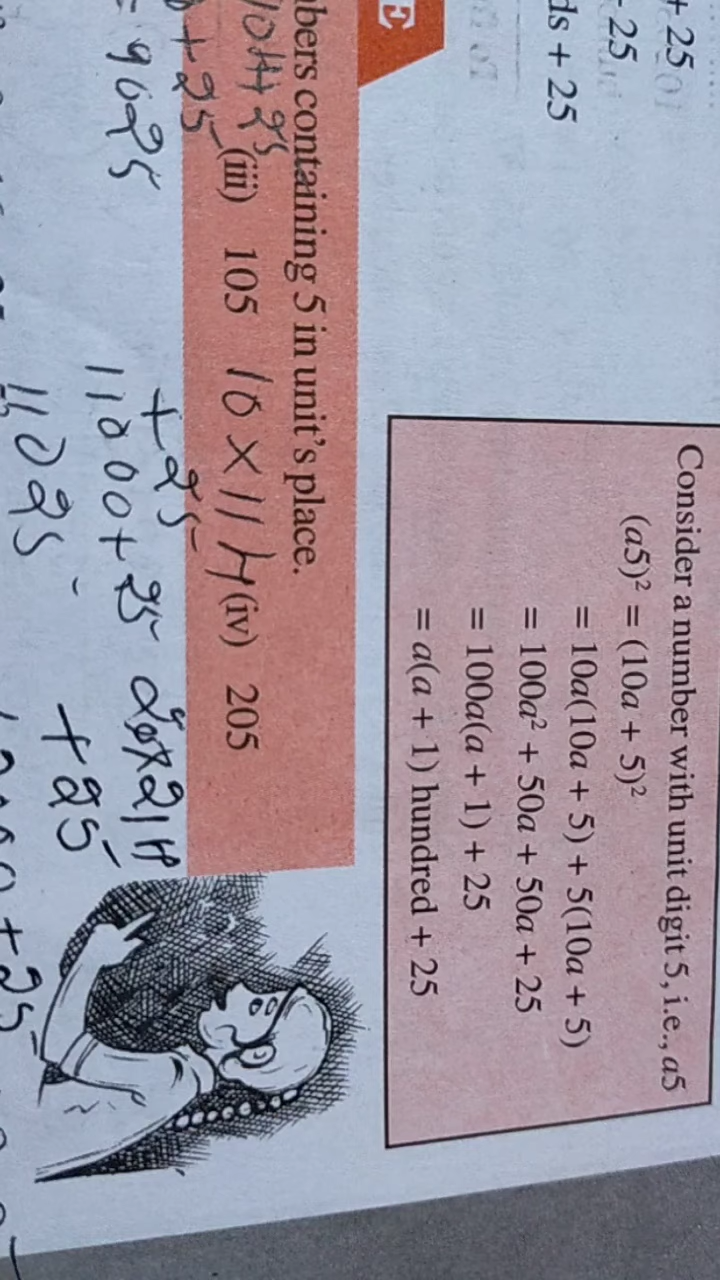 + 25
- 25
ds + 25
Consider a number with unit digit 5, i.e., a5
(a5)² = (10a + 5)²
= 10a(10a + 5) + 5(10a + 5)
= 100a² + 50a + 50a + 25
= 100a(a + 1) + 25
= a(a + 1) hundred + 25
E
bers containing 5 in unit's place.
(iii) 105 10 × 11 H (iv) 205
+ 25
+ 25
= 9025
11000 + 25
20×21H
11025
+ 25